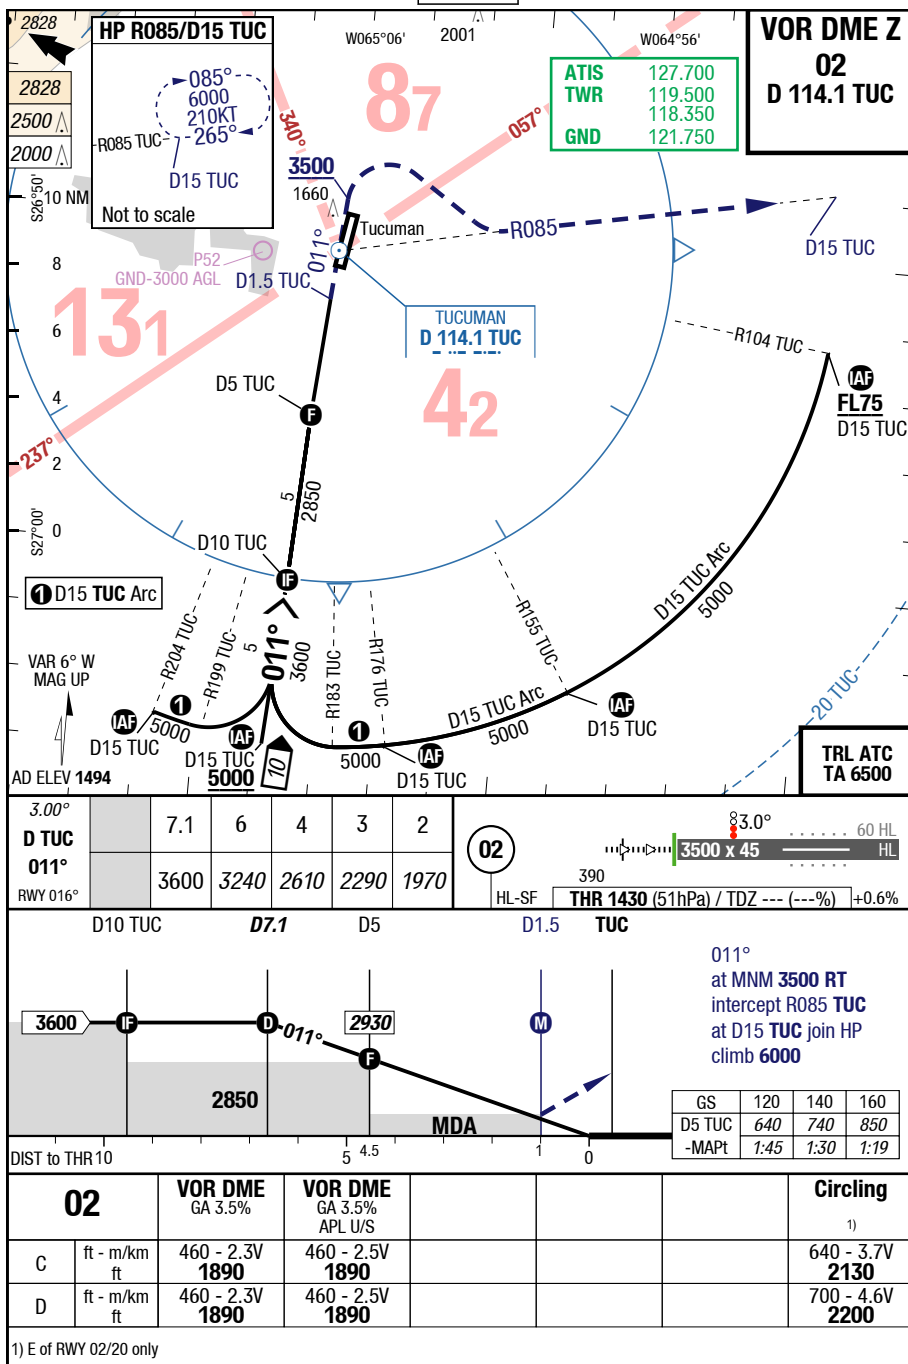 2828
HP R085/D15 TUC
085°
6000
210KT
265°
R085 TUC
D15 TUC
Not to scale
2828
2500
2000
W065°06'
2001
W064°56'
VOR DME Z
02
D 114.1 TUC
ATIS 127.700
TWR 119.500
118.350
GND 121.750
87
340°
057°
3500
1660
Tucuman
R085
D15 TUC
S26°50'
10 NM
8
6
4
2
0
S27°00'
P52
GND-3000 AGL
011°
D1.5 TUC
131
TUCUMAN
D 114.1 TUC
R104 TUC
IAF
FL75
D15 TUC
D5 TUC
F
42
237°
5
2850
D10 TUC
IF
1 D15 TUC Arc
R204 TUC
R199 TUC
5
011°
3600
R183 TUC
R176 TUC
R155 TUC
D15 TUC Arc
5000
VAR 6° W
MAG UP
IAF
D15 TUC
1
5000
IAF
D15 TUC
5000
10
1
5000
IAF
D15 TUC
D15 TUC Arc
5000
IAF
D15 TUC
20 TUC
AD ELEV 1494
TRL ATC
TA 6500
3.00°
D TUC
011°
RWY 016°
7.1 6 4 3 2
3600 3240 2610 2290 1970
02
HL-SF
390
3.0°
60 HL
3500 x 45
HL
THR 1430 (51hPa) / TDZ --- (---%)
+0.6%
D10 TUC D7.1 D5 D1.5 TUC
3600
IF
D
011°
2930
F
M
2850
MDA
011°
at MNM 3500 RT
intercept R085 TUC
at D15 TUC join HP
climb 6000
GS 120 140 160
D5 TUC 640 740 850
-MAPt 1:45 1:30 1:19
DIST to THR 10 5 4.5 1 0
02
VOR DME
GA 3.5%
VOR DME
GA 3.5%
APL U/S
Circling
1)
C ft - m/km 460 - 2.3V 460 - 2.5V 640 - 3.7V
ft 1890 1890 2130
D ft - m/km 460 - 2.3V 460 - 2.5V 700 - 4.6V
ft 1890 1890 2200
1) E of RWY 02/20 only